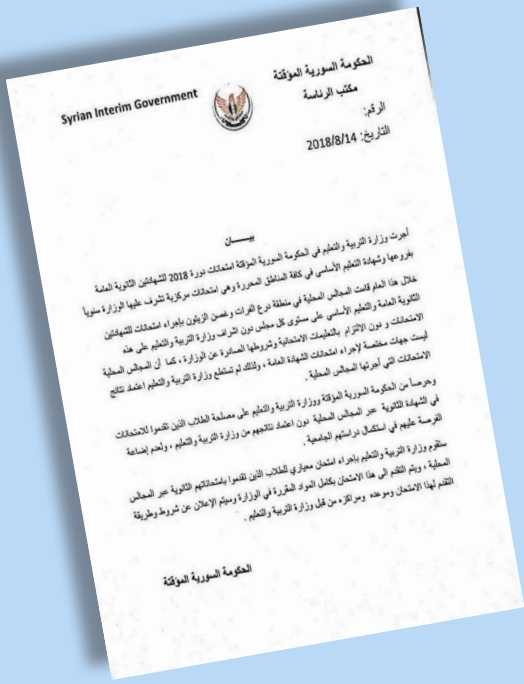 الحكومة السورية المؤقتة
مكتب الرئاسة
Syrian Interim Government
الرقم:
التاريخ: 2018/8/14
بيـــــان
أجرت وزارة التربية والتعليم في الحكومة السورية المؤقتة امتحانات دورة 2018 للشهادتين الثانوية العامة
بفروعها وشهادة التعليم الأساسي في كافة المناطق المحررة وهي امتحانات مركزية تشرف عليها الوزارة سنوياً
خلال هذا العام قامت المجالس المحلية في منطقة درع الفرات وغصن الزيتون بإجراء امتحانات للشهادتين
الثانوية العامة والتعليم الأساسي على مستوى كل مجلس دون اشراف وزارة التربية والتعليم على هذه
الامتحانات و دون الالتزام بالتعليمات الامتحانية وشروطها الصادرة عن الوزارة ، كما أن المجالس المحلية
ليست جهات مختصة لإجراء امتحانات الشهادة العامة ، ولذلك لم تستطع وزارة التربية والتعليم اعتماد نتائج
الامتحانات التي أجرتها المجالس المحلية .
وحرصاً من الحكومة السورية المؤقتة ووزارة التربية والتعليم على مصلحة الطلاب الذين تقدموا للامتحانات
في الشهادة الثانوية عبر المجالس المحلية دون اعتماد نتائجهم من وزارة التربية والتعليم ، ولعدم إضاعة
الفرصة عليهم في استكمال دراستهم الجامعية .
ستقوم وزارة التربية والتعليم بإجراء امتحان معياري للطلاب الذين تقدموا بامتحاناتهم الثانوية عبر المجالس
المحلية ، ويتم التقدم الى هذا الامتحان بكامل المواد المقررة في الوزارة وسيتم الإعلان عن شروط وطريقة
التقدم لهذا الامتحان وموعده ومراكزه من قبل وزارة التربية والتعليم .
الحكومة السورية المؤقتة